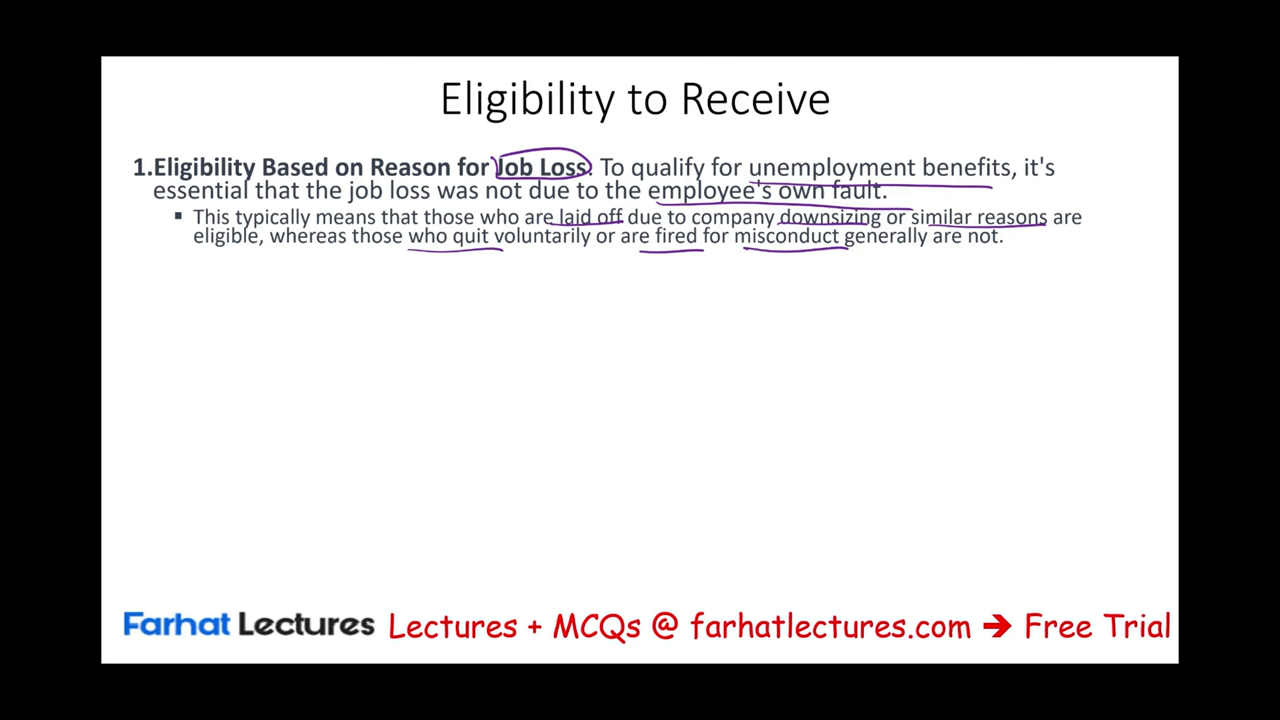 Eligibility to Receive
1.Eligibility Based on Reason for Job Loss: To qualify for unemployment benefits, it's
essential that the job loss was not due to the employee's own fault.
▪ This typically means that those who are laid off due to company downsizing or similar reasons are
eligible, whereas those who quit voluntarily or are fired for misconduct generally are not.
Farhat Lectures Lectures + MCQs @ farhatlectures.com → Free Trial